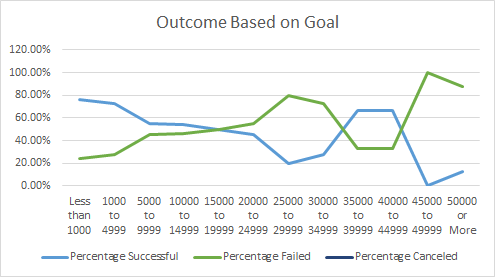 Outcome Based on Goal
120.00%
100.00%
80.00%
60.00%
40.00%
20.00%
0.00%
Less than 1000
1000 to 4999
5000 to 9999
10000 to 14999
15000 to 19999
20000 to 24999
25000 to 29999
30000 to 34999
35000 to 39999
40000 to 44999
45000 to 49999
50000 or More
Percentage Successful
Percentage Failed
Percentage Canceled